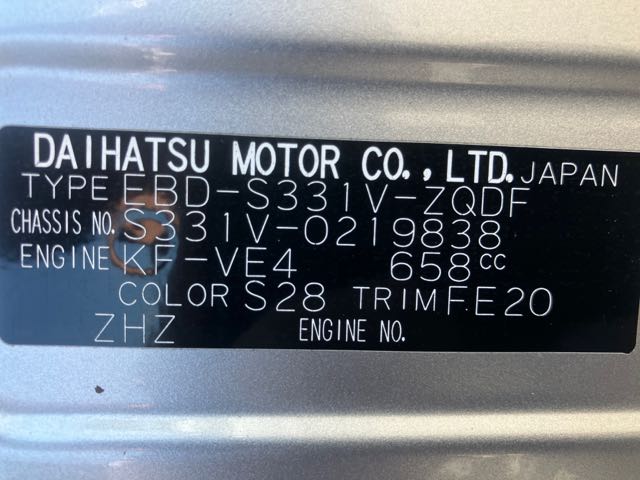 DAIHATSU MOTOR CO.,LTD. JAPAN
TYPE EBD-S331V-ZQDF
CHASSIS NO. S331V-0219838
ENGINE KF-VE4 658cc
COLOR S28 TRIM FE20
ZHZ ENGINE NO.